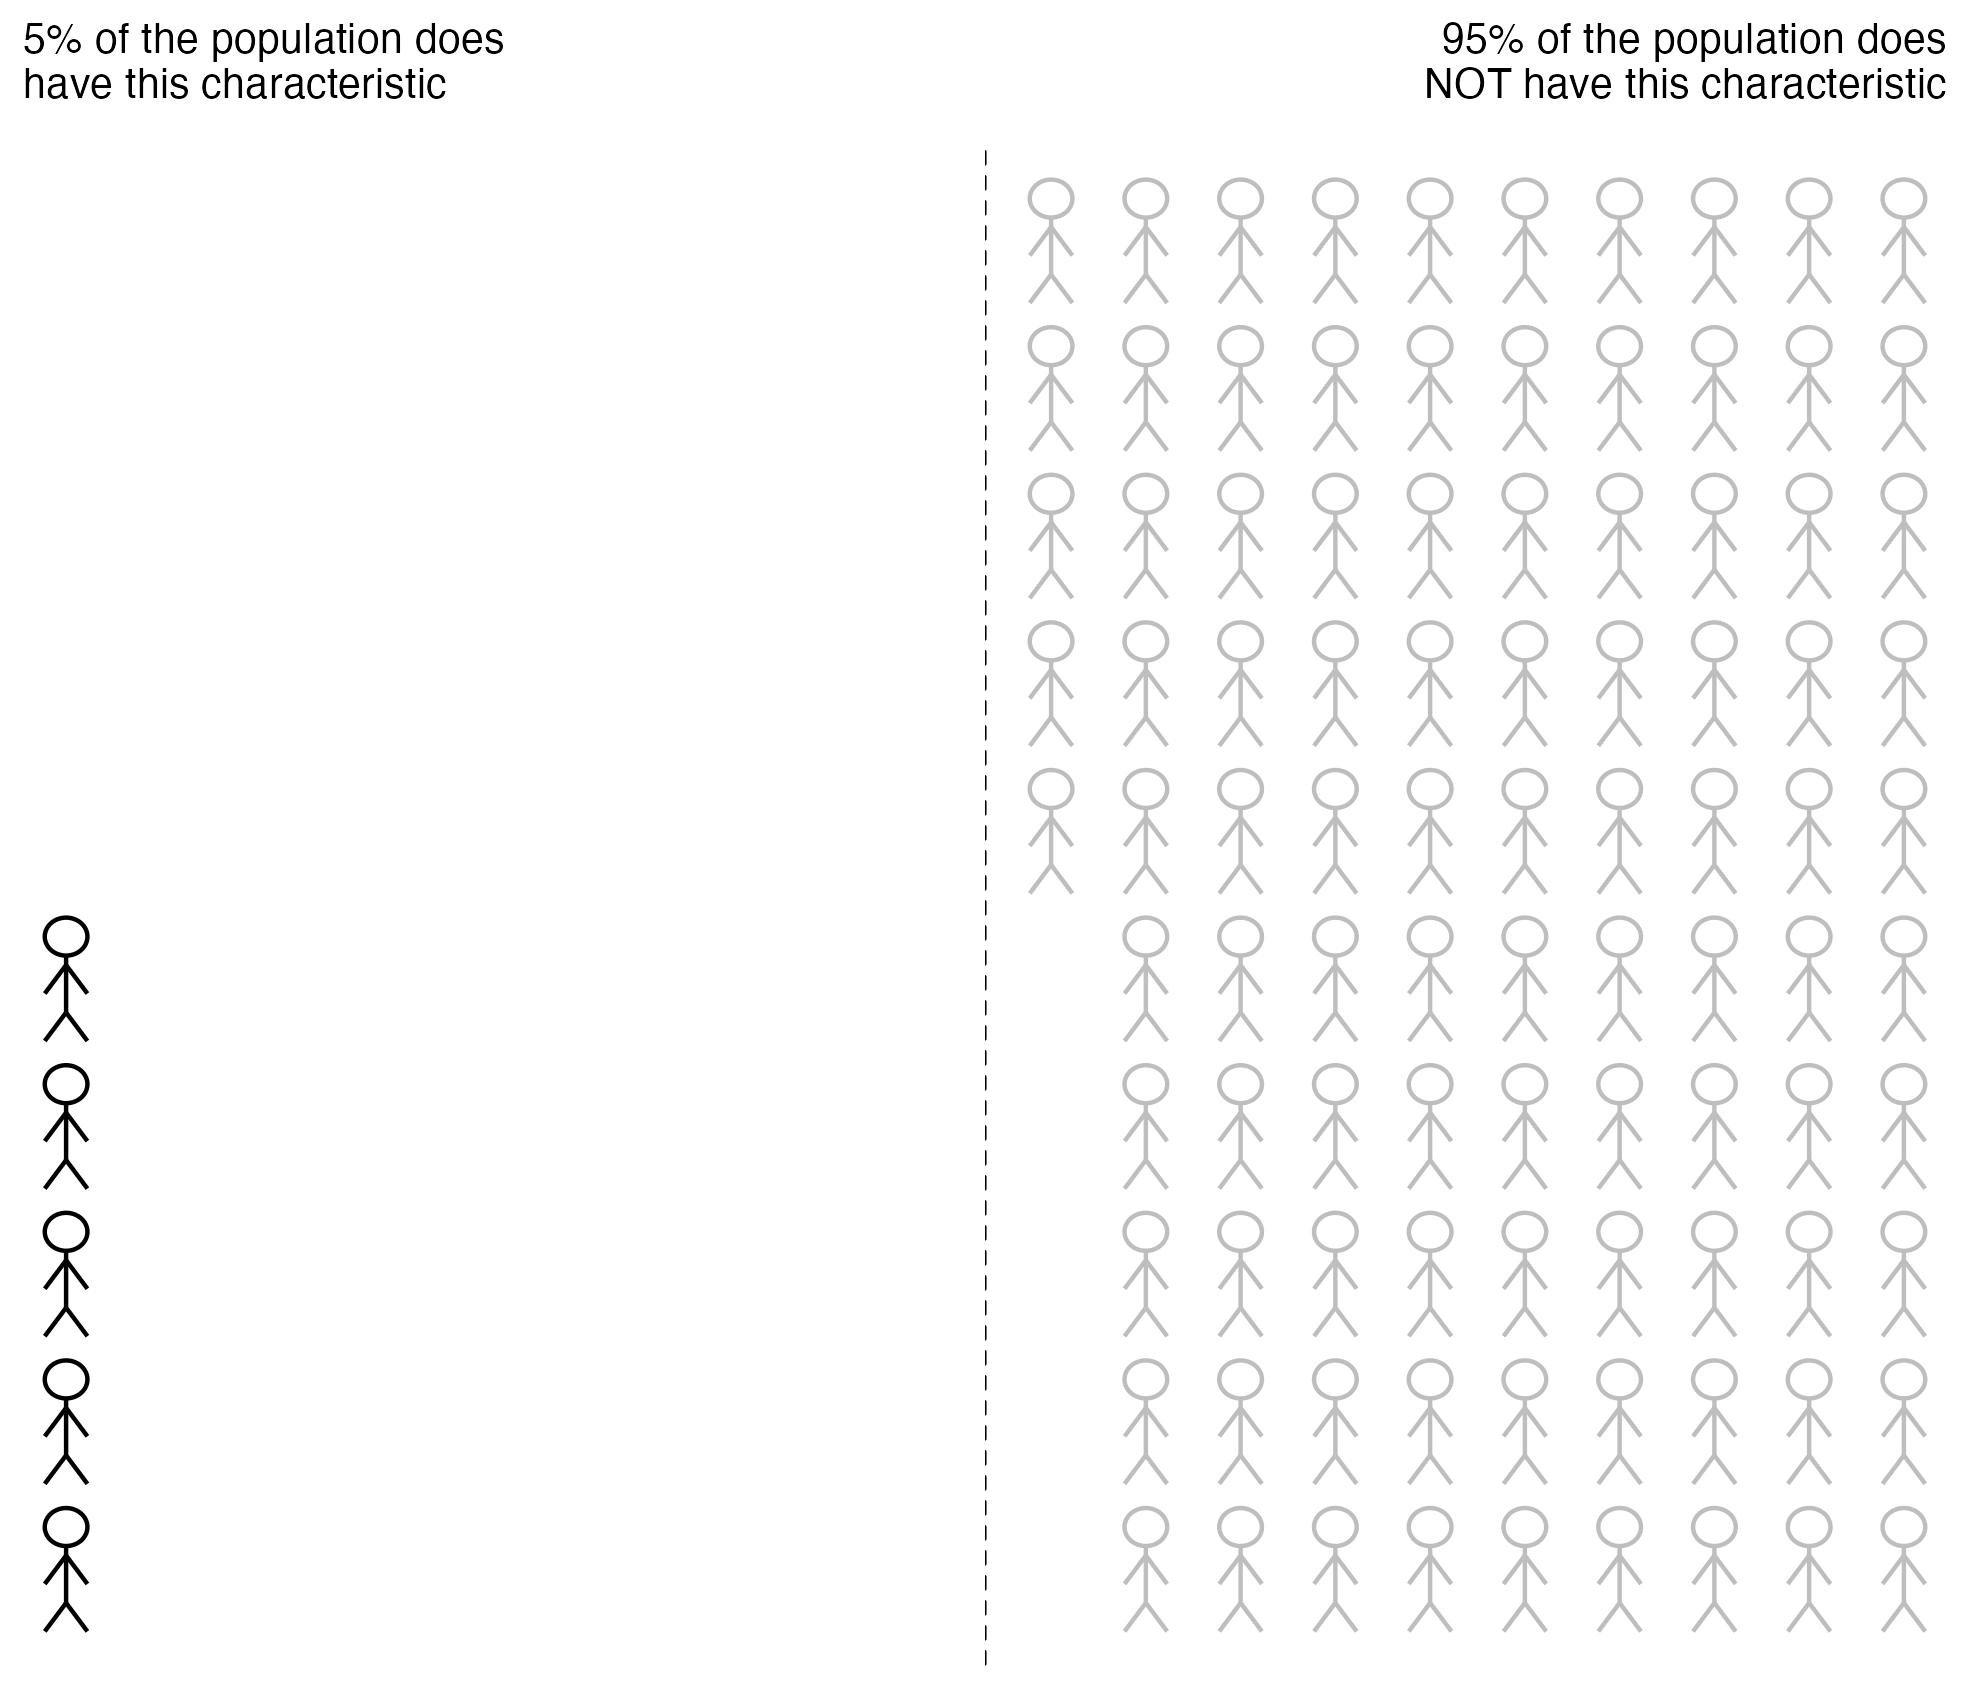 5% of the population does
have this characteristic
95% of the population does
NOT have this characteristic